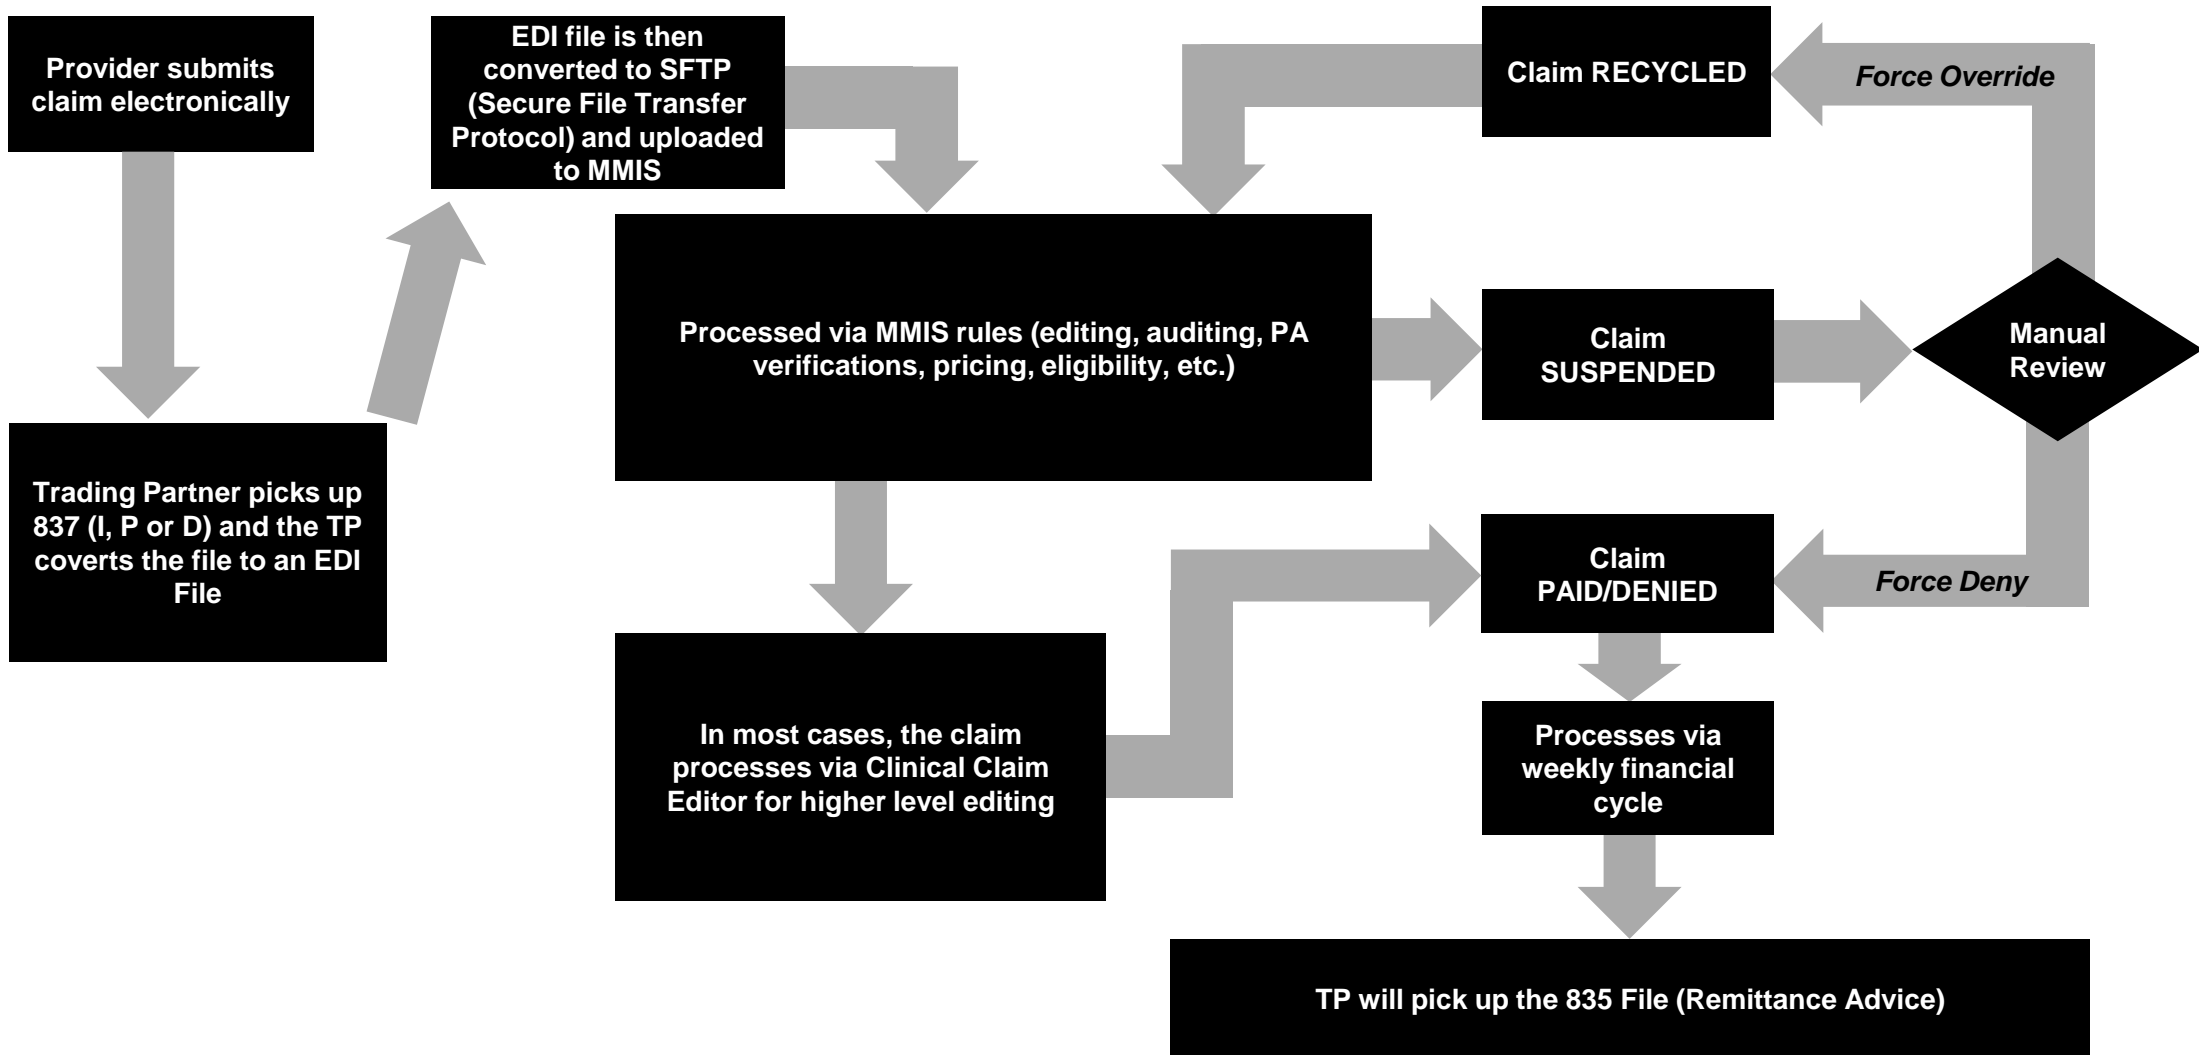 Provider submits
claim electronically
EDI file is then
converted to SFTP
(Secure File Transfer
Protocol) and uploaded
to MMIS
Claim RECYCLED
Force Override
Processed via MMIS rules (editing, auditing, PA
verifications, pricing, eligibility, etc.)
Claim
SUSPENDED
Manual
Review
Trading Partner picks up
837 (I, P or D) and the TP
coverts the file to an EDI
File
Claim
PAID/DENIED
Force Deny
In most cases, the claim
processes via Clinical Claim
Editor for higher level editing
Processes via
weekly financial
cycle
TP will pick up the 835 File (Remittance Advice)